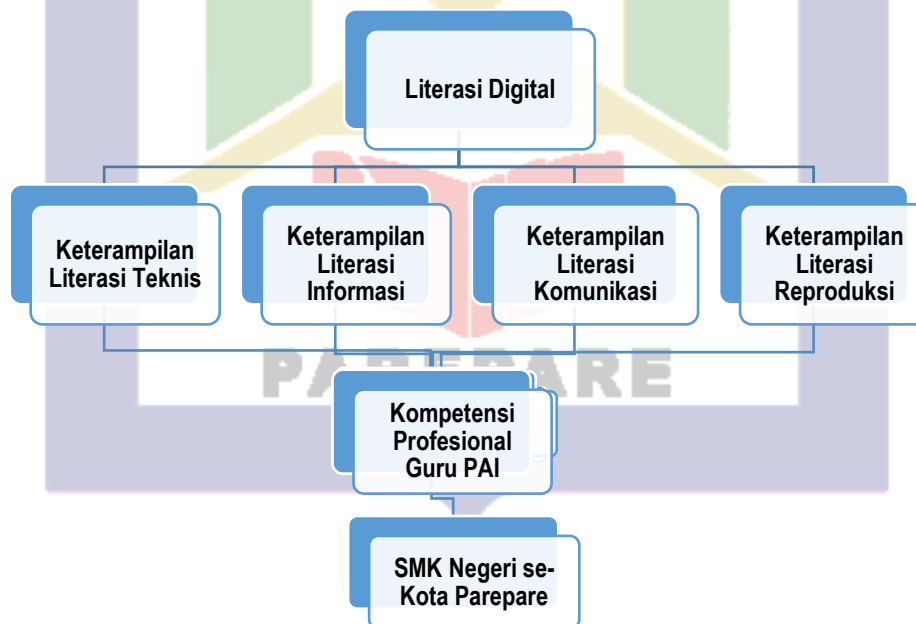 Literasi Digital
Keterampilan
Literasi Teknis
Keterampilan
Literasi
Informasi
Keterampilan
Literasi
Komunikasi
Keterampilan
Literasi
Reproduksi
PAREPARE
Kompetensi
Profesional
Guru PAI
SMK Negeri se-
Kota Parepare